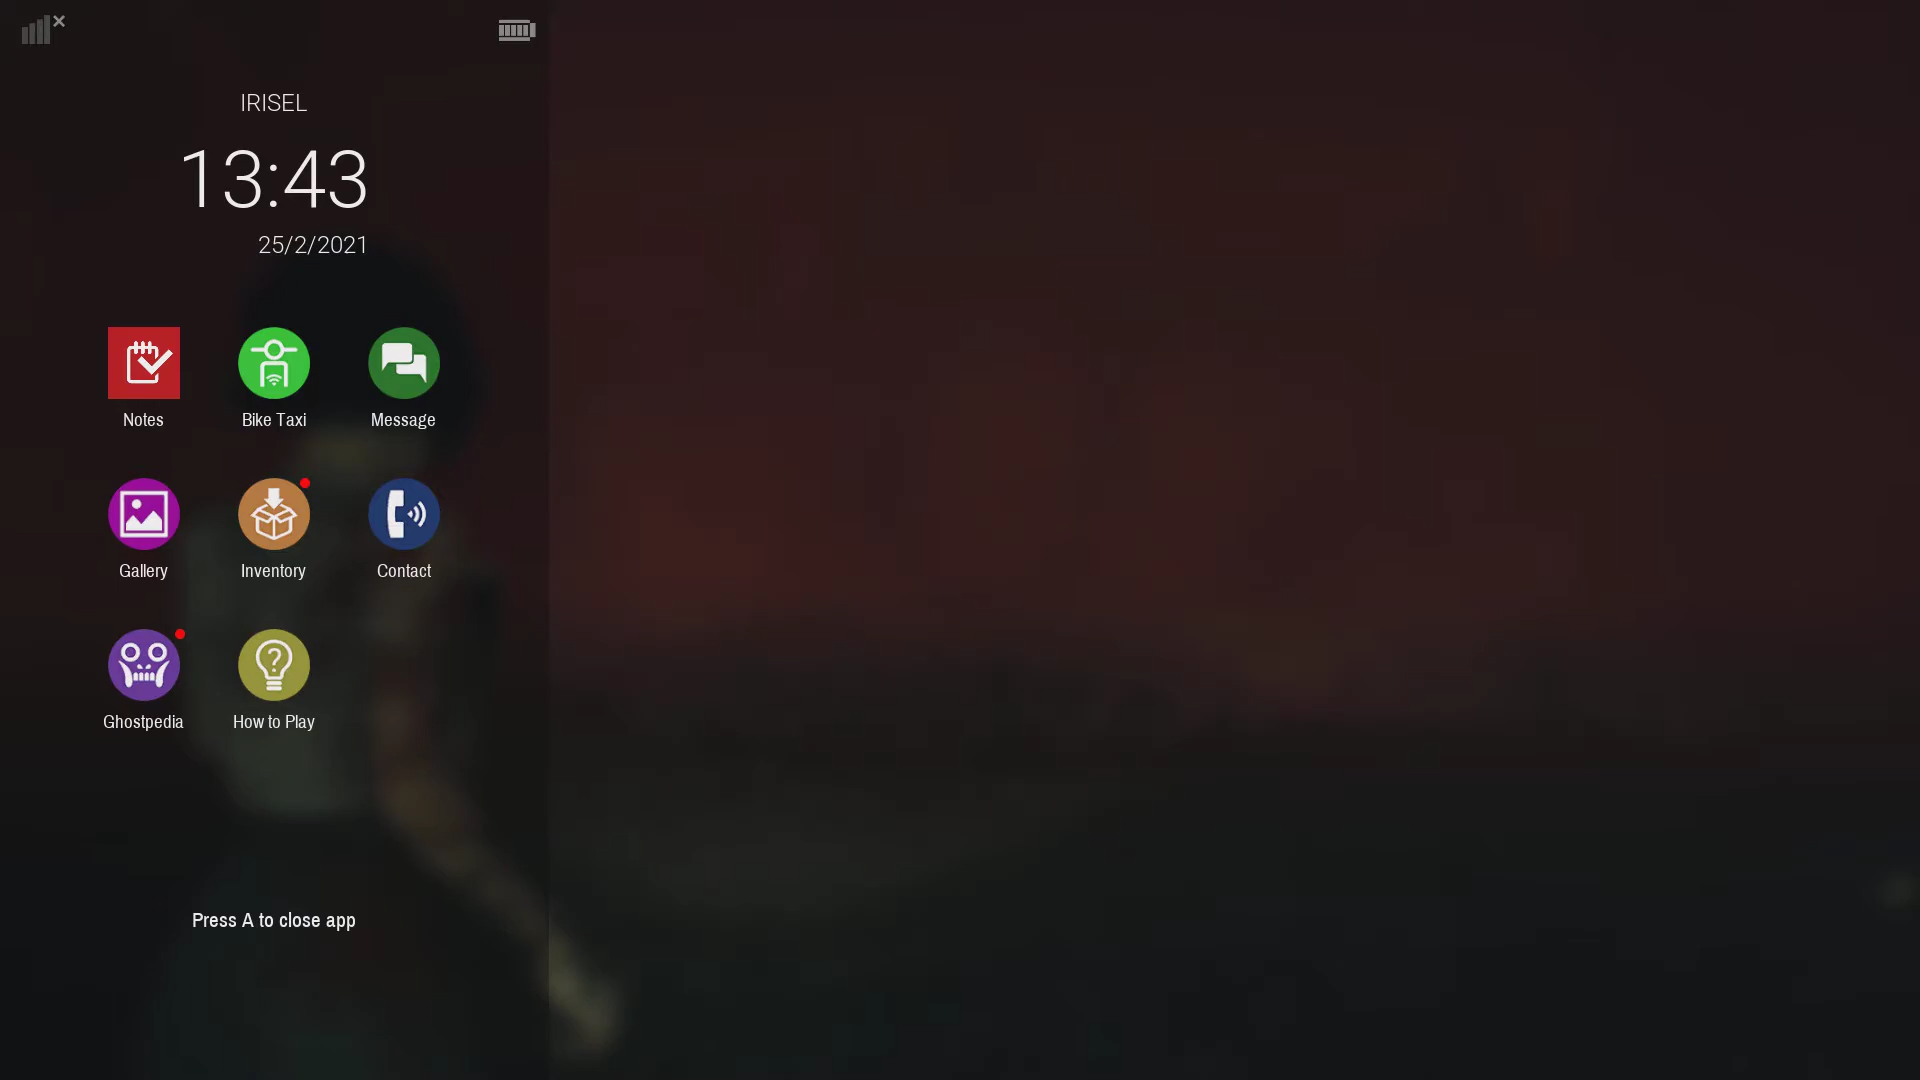 IRISEL
13:43
25/2/2021
Notes
Bike Taxi
Message
Gallery
Inventory
Contact
Ghostpedia
How to Play
Press A to close app